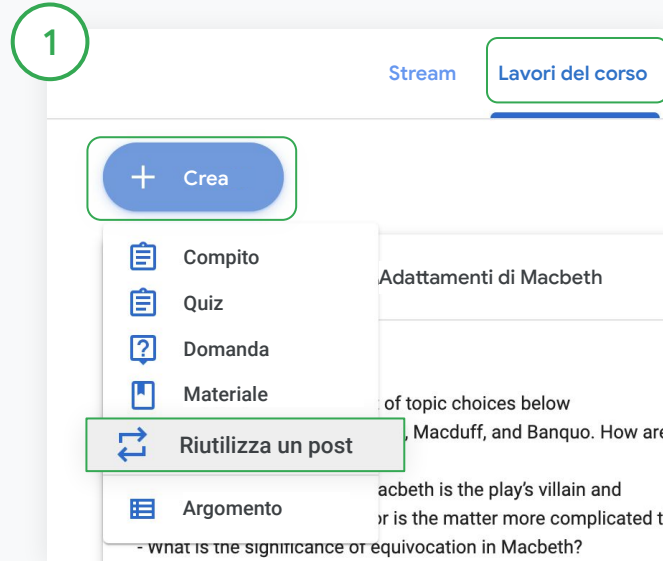 1
Stream Lavori del corso
+ Crea
Compito
Adattamenti di Macbeth
Quiz
Domanda
Materiale
of topic choices below
, Macduff, and Banquo. How are
Riutilizza un post
acbeth is the play's villain and
Argomento
or is the matter more complicated t
- What is the significance of equivocation in Macbeth?